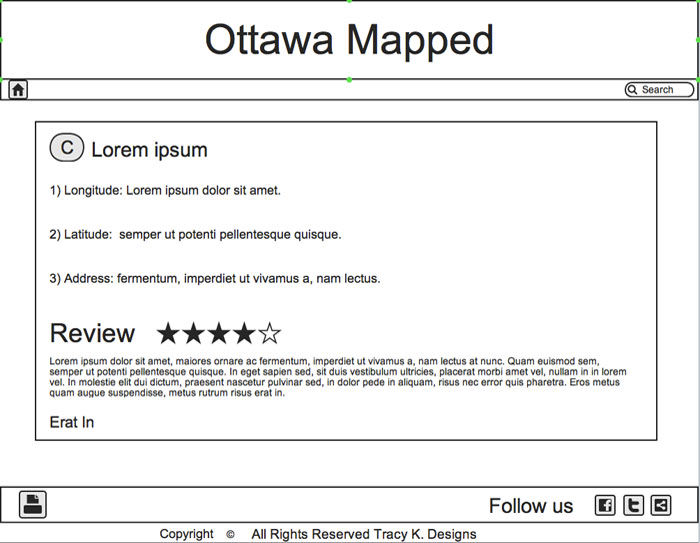 Ottawa Mapped
Search
C Lorem ipsum
1) Longitude: Lorem ipsum dolor sit amet.
2) Latitude: semper ut potenti pellentesque quisque.
3) Address: fermentum, imperdiet ut vivamus a, nam lectus.
Review ★★★★☆
Lorem ipsum dolor sit amet, maiores ornare ac fermentum, imperdiet ut vivamus a, nam lectus at nunc. Quam euismod sem,
semper ut potenti pellentesque quisque. In eget sapien sed, sit duis vestibulum ultricies, placerat morbi amet vel, nullam in in lorem
vel. In molestie elit dui dictum, praesent nascetur pulvinar sed, in dolor pede in aliquam, risus nec error quis pharetra. Eros metus
quam augue suspendisse, metus rutrum risus erat in.
Erat In
Follow us
Copyright © All Rights Reserved Tracy K. Designs